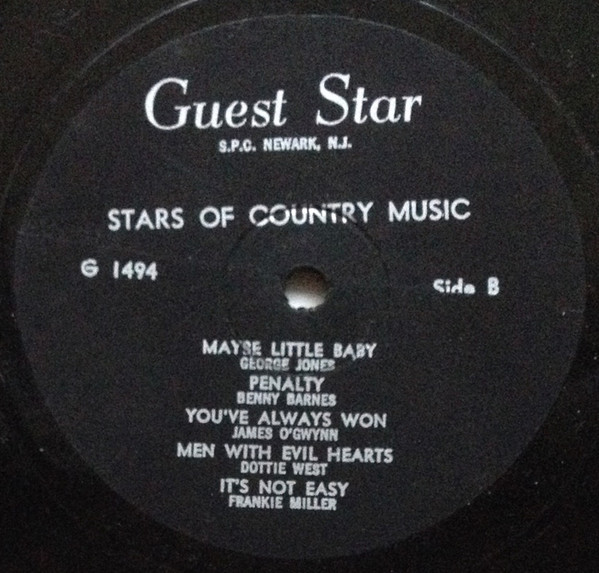 Guest Star
S.P.C. NEWARK, N.J.
STARS OF COUNTRY MUSIC
G 1494 Side B
MAYBE LITTLE BABY
GEORGE JONES
PENALTY
BENNY BARNES
YOU'VE ALWAYS WON
JAMES O'GWYNN
MEN WITH EVIL HEARTS
DOTTIE WEST
IT'S NOT EASY
FRANKIE MILLER